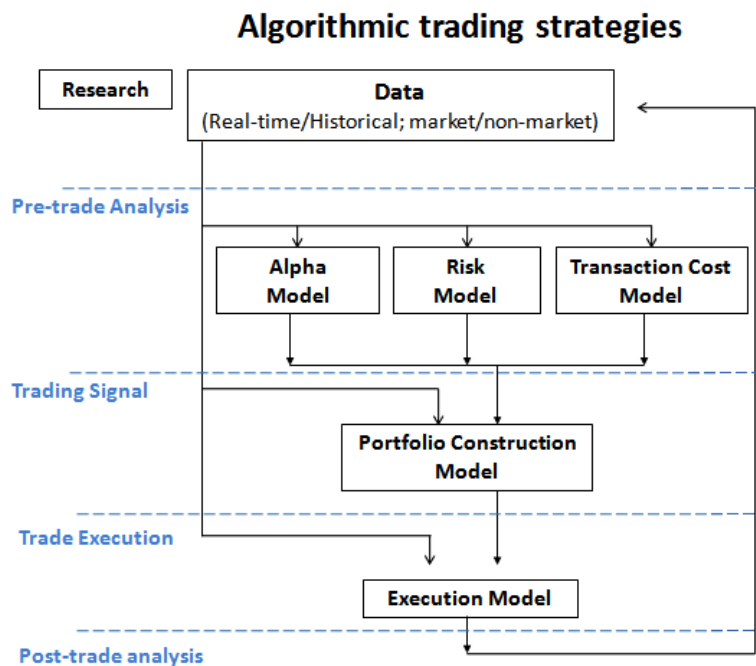 Algorithmic trading strategies
Research
Data
(Real-time/Historical; market/non-market)
Pre-trade Analysis
Alpha
Model
Risk
Model
Transaction Cost
Model
Trading Signal
Portfolio Construction
Model
Trade Execution
Execution Model
Post-trade analysis